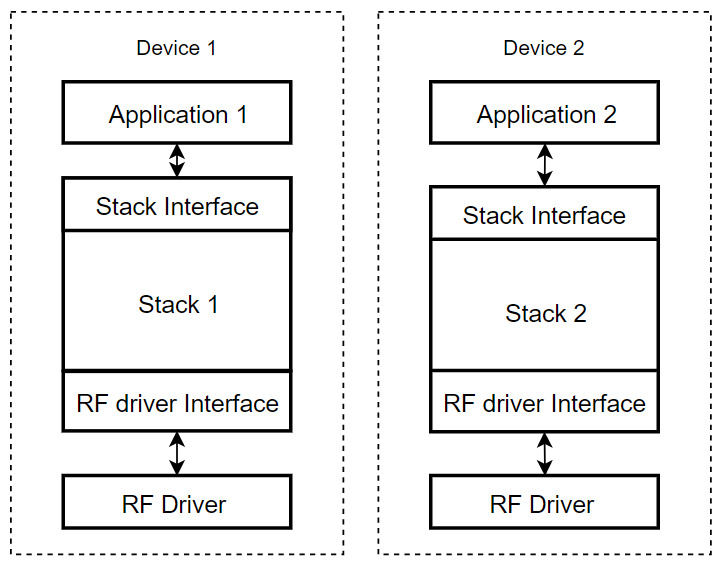 Device 1
Application 1
Stack Interface
Stack 1
RF driver Interface
RF Driver
Device 2
Application 2
Stack Interface
Stack 2
RF driver Interface
RF Driver